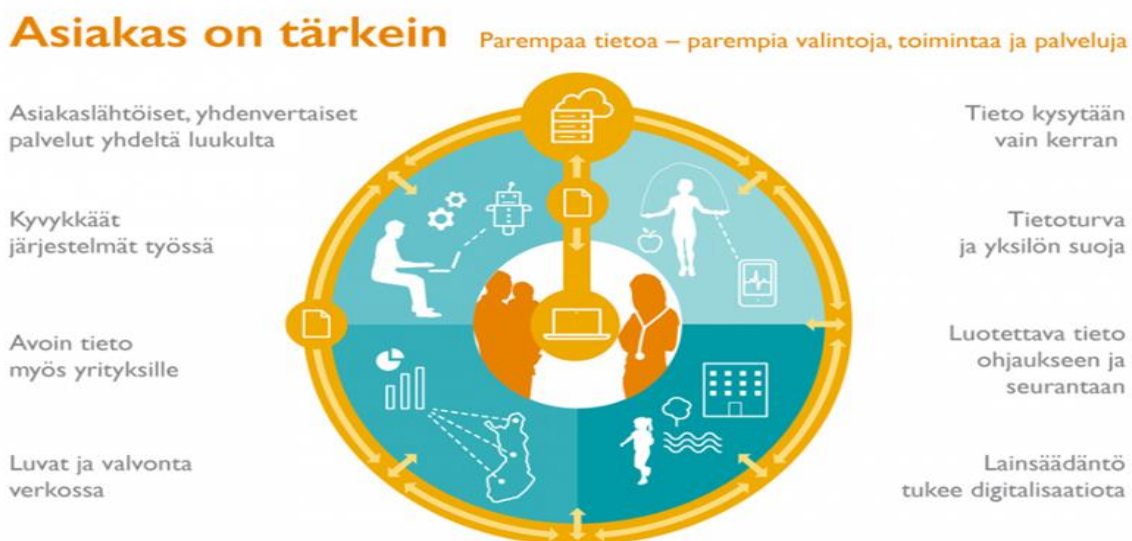 Asiakas on tärkein
Parempaa tietoa – parempia valintoja, toimintaa ja palveluja
Asiakaslähtöiset, yhdenvertaiset
palvelut yhdeltä luukulta
Kyvykkäät
järjestelmät työssä
Avoin tieto
myös yrityksille
Luvat ja valvonta
verkossa
Tieto kysytään
vain kerran
Tietoturva
ja yksilön suoja
Luotettava tieto
ohjaukseen ja
seurantaan
Lainsäädäntö
tukee digitalisaatiota